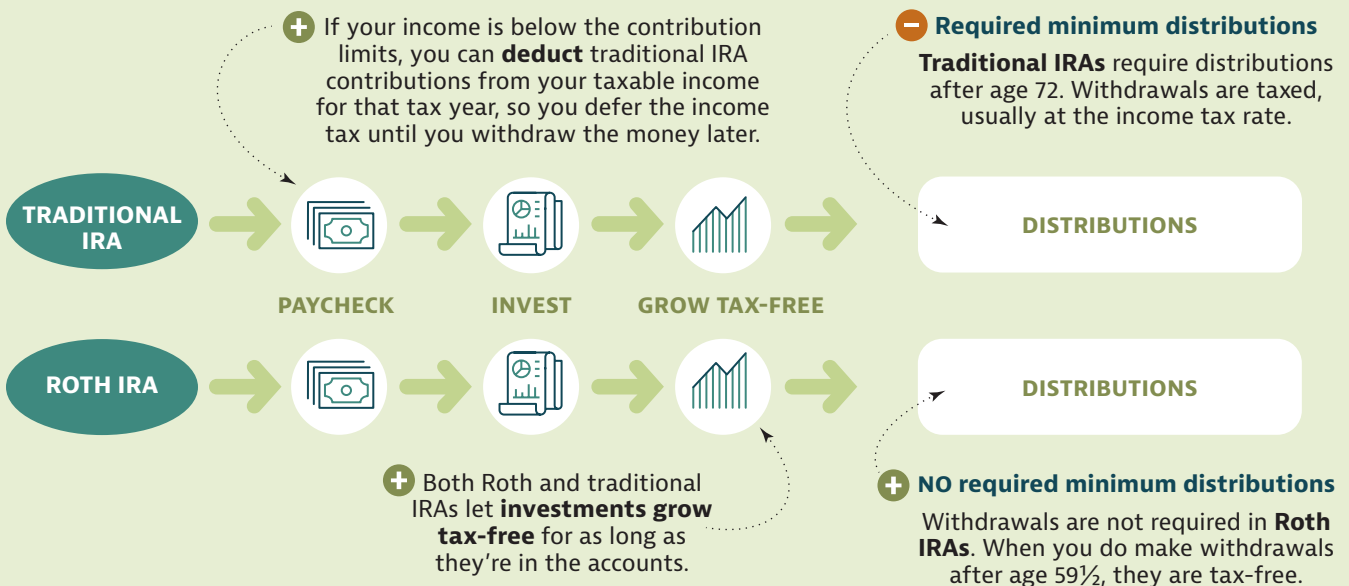 If your income is below the contribution
limits, you can deduct traditional IRA
contributions from your taxable income
for that tax year, so you defer the income
tax until you withdraw the money later.
Required minimum distributions
Traditional IRAs require distributions
after age 72. Withdrawals are taxed,
usually at the income tax rate.
TRADITIONAL
IRA
DISTRIBUTIONS
PAYCHECK
INVEST
GROW TAX-FREE
ROTH IRA
DISTRIBUTIONS
Both Roth and traditional
IRAs let investments grow
tax-free for as long as
they're in the accounts.
NO required minimum distributions
Withdrawals are not required in Roth
IRAs. When you do make withdrawals
after age 59½, they are tax-free.